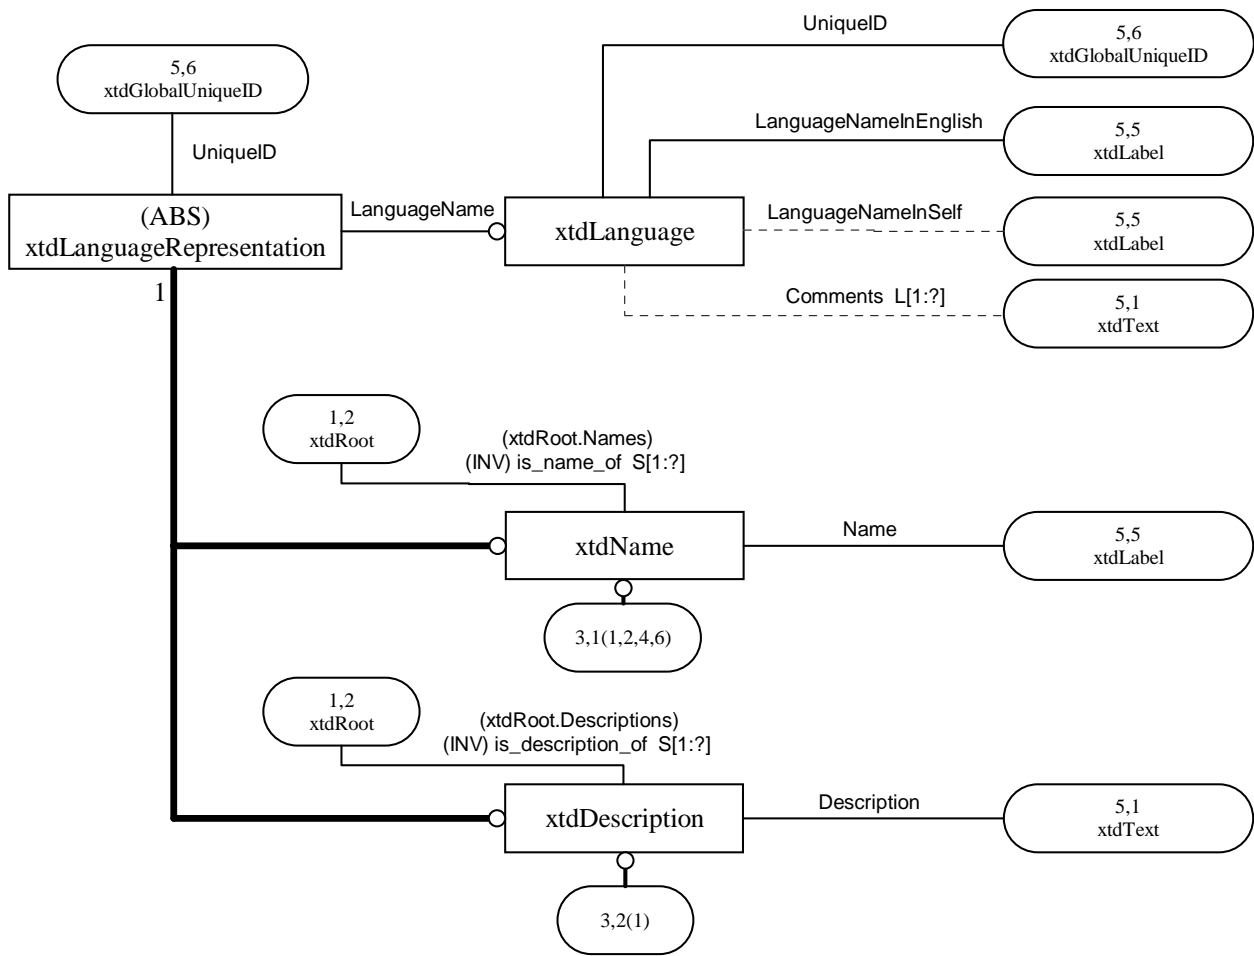 UniqueID
5,6
xtdGlobalUniqueID
5,6
xtdGlobalUniqueID
LanguageNameInEnglish
5,5
xtdLabel
UniqueID
(ABS)
xtdLanguageRepresentation
LanguageName
xtdLanguage
LanguageNameInSelf
5,5
xtdLabel
1
Comments L[1:?]
5,1
xtdText
1,2
xtdRoot
(xtdRoot.Names)
(INV) is_name_of S[1:?]
xtdName
Name
5,5
xtdLabel
3,1(1,2,4,6)
1,2
xtdRoot
(xtdRoot.Descriptions)
(INV) is_description_of S[1:?]
xtdDescription
Description
5,1
xtdText
3,2(1)